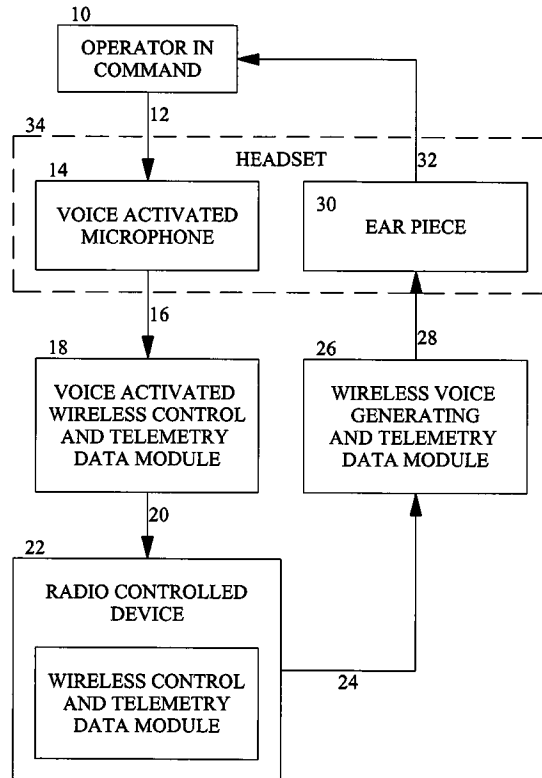 10
OPERATOR IN
COMMAND
12
34
HEADSET
32
14
VOICE ACTIVATED
MICROPHONE
30
EAR PIECE
16
28
18
VOICE ACTIVATED
WIRELESS CONTROL
AND TELEMETRY
DATA MODULE
26
WIRELESS VOICE
GENERATING
AND TELEMETRY
DATA MODULE
20
22
RADIO CONTROLLED
DEVICE
WIRELESS CONTROL
AND TELEMETRY
DATA MODULE
24